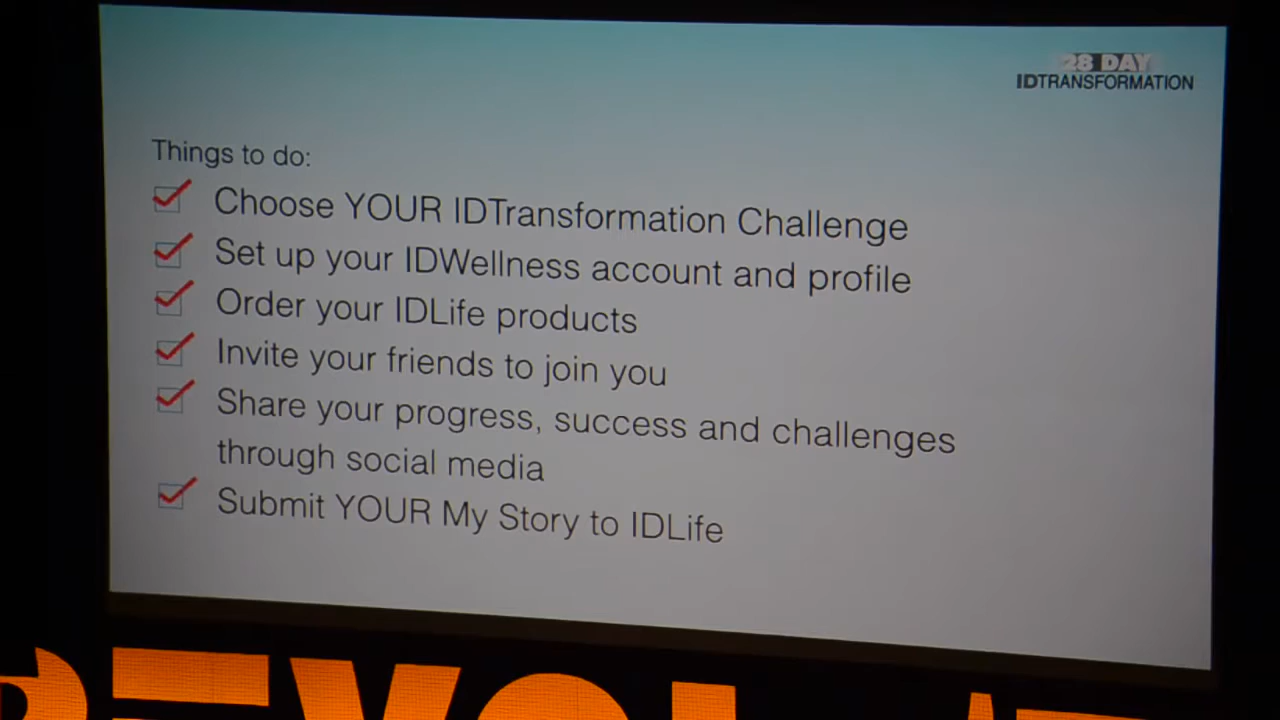 28 DAY
IDTRANSFORMATION
Things to do:
Choose YOUR IDTransformation Challenge
Set up your IDWellness account and profile
Order your IDLife products
Invite your friends to join you
Share your progress, success and challenges
through social media
Submit YOUR My Story to IDLife